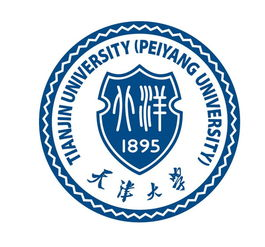 TIANJIN UNIVERSITY (PEIYANG UNIVERSITY)
北洋
1895
天津大學